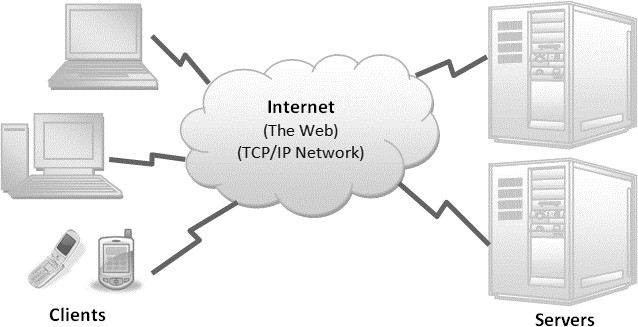 Internet
(The Web)
(TCP/IP Network)
Clients
Servers